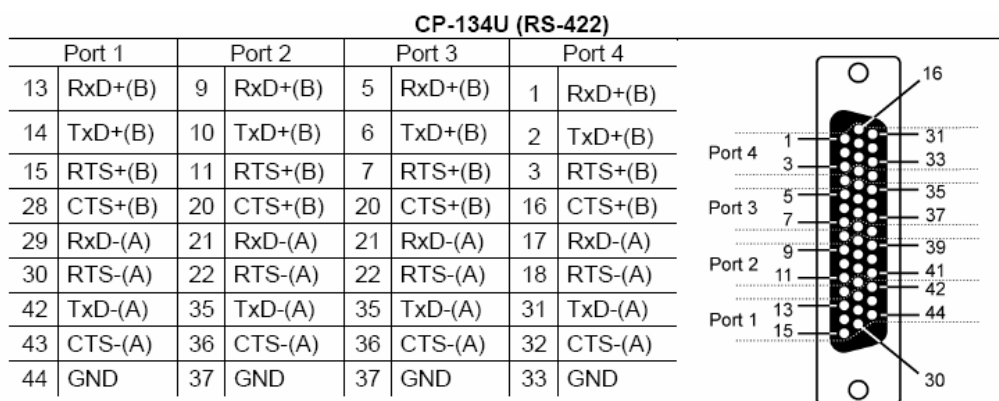 CP-134U (RS-422)
Port 1 Port 2 Port 3 Port 4
13 RxD+(B) 9 RxD+(B) 5 RxD+(B) 1 RxD+(B)
14 TxD+(B) 10 TxD+(B) 6 TxD+(B) 2 TxD+(B)
15 RTS+(B) 11 RTS+(B) 7 RTS+(B) 3 RTS+(B)
28 CTS+(B) 20 CTS+(B) 20 CTS+(B) 16 CTS+(B)
29 RxD-(A) 21 RxD-(A) 21 RxD-(A) 17 RxD-(A)
30 RTS-(A) 22 RTS-(A) 22 RTS-(A) 18 RTS-(A)
42 TxD-(A) 35 TxD-(A) 35 TxD-(A) 31 TxD-(A)
43 CTS-(A) 36 CTS-(A) 36 CTS-(A) 32 CTS-(A)
44 GND 37 GND 37 GND 33 GND
16
1 31
Port 4
3 33
5 35
Port 3
7 37
9 39
Port 2
11 41
42
13
Port 1 44
15
30